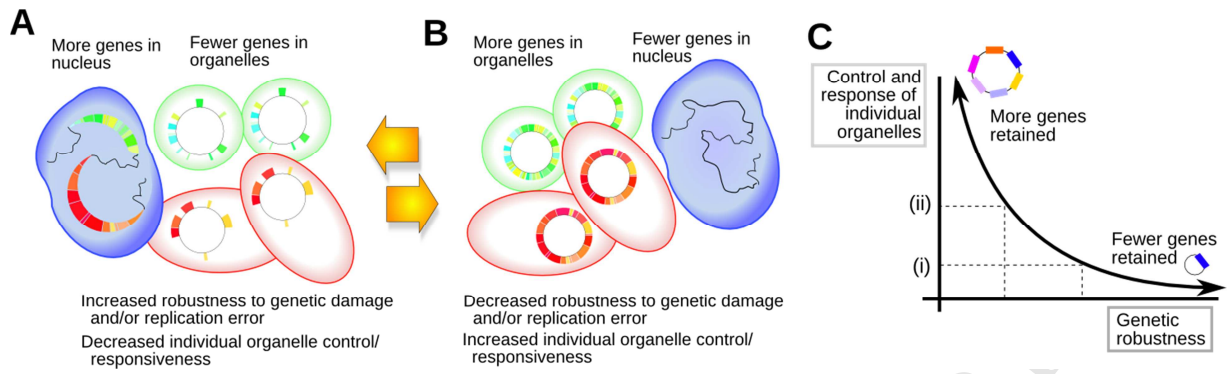 A
More genes in
nucleus
Fewer genes in
organelles
Increased robustness to genetic damage
and/or replication error
Decreased individual organelle control/
responsiveness
B
More genes in
organelles
Fewer genes in
nucleus
Decreased robustness to genetic damage
and/or replication error
Increased individual organelle control/
responsiveness
C
Control and
response of
individual
organelles
More genes
retained
(ii)
(i)
Fewer genes
retained
Genetic
robustness